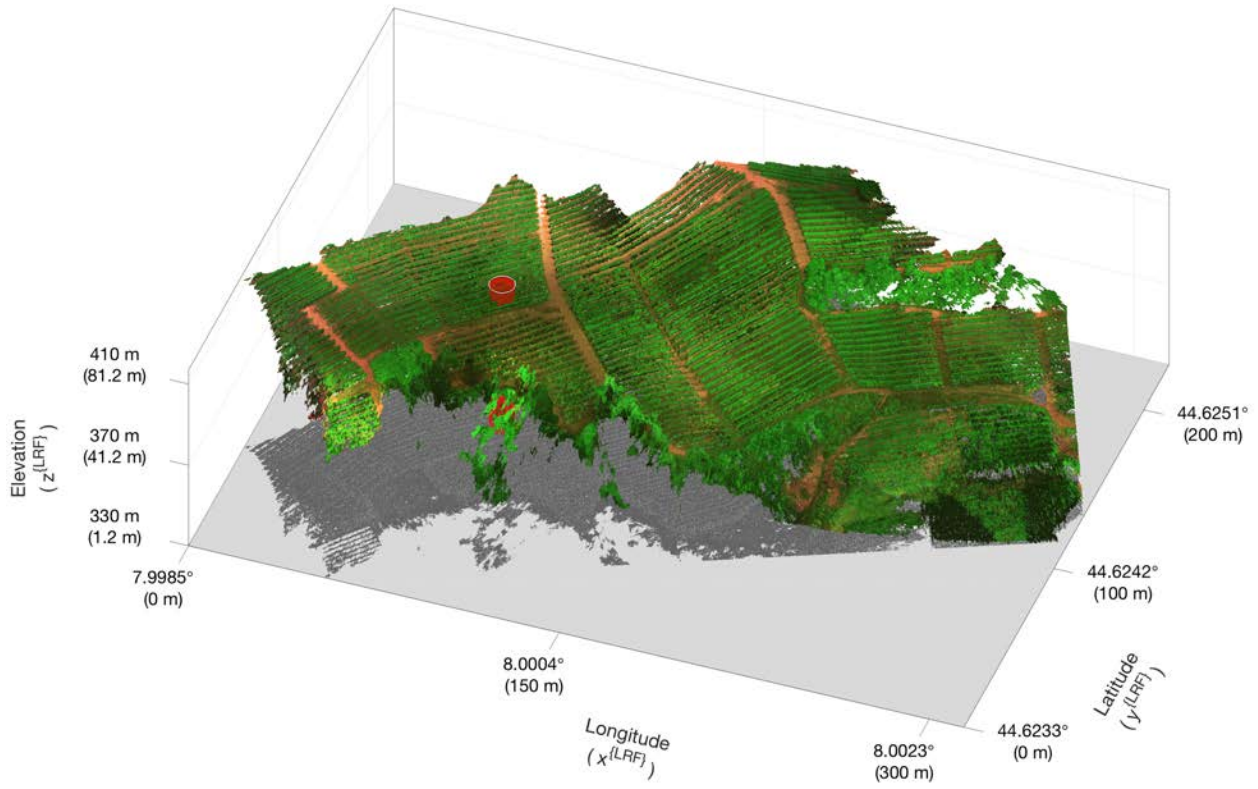 410 m
(81.2 m)
370 m
(41.2 m)
330 m
(1.2 m)
Elevation
( z{LRF} )
7.9985°
(0 m)
8.0004°
(150 m)
8.0023°
(300 m)
Longitude
( x{LRF} )
44.6251°
(200 m)
44.6242°
(100 m)
44.6233°
(0 m)
Latitude
( y{LRF} )